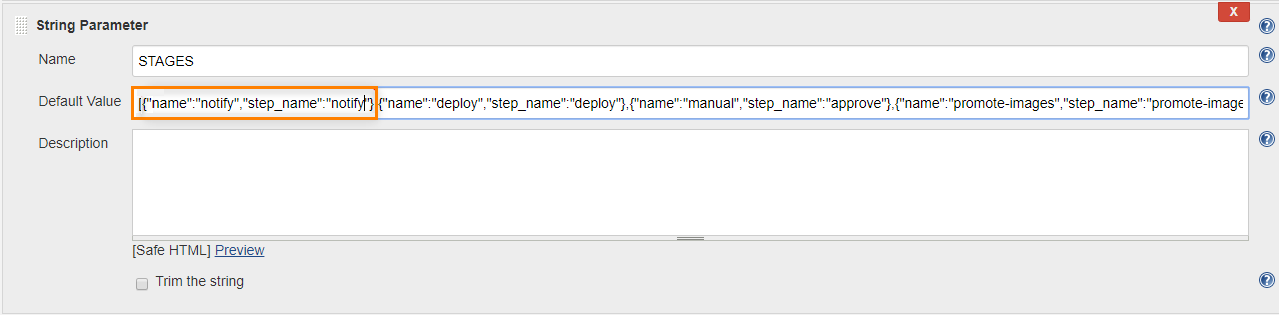 String Parameter
X
Name
STAGES
Default Value
[{"name":"notify","step_name":"notify"},{"name":"deploy","step_name":"deploy"},{"name":"manual","step_name":"approve"},{"name":"promote-images","step_name":"promote-image
Description
[Safe HTML] Preview
Trim the string